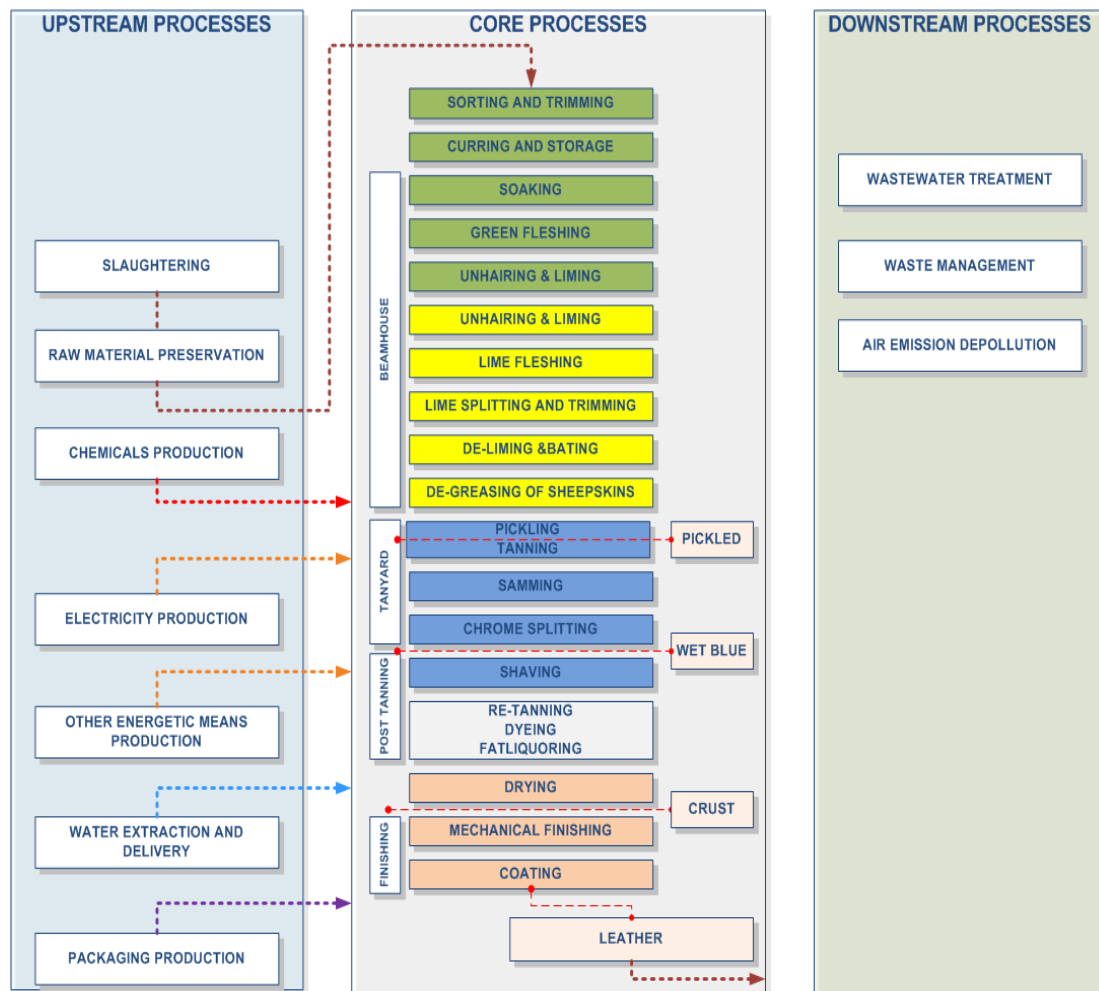 UPSTREAM PROCESSES
SLAUGHTERING
RAW MATERIAL PRESERVATION
CHEMICALS PRODUCTION
ELECTRICITY PRODUCTION
OTHER ENERGETIC MEANS
PRODUCTION
WATER EXTRACTION AND
DELIVERY
PACKAGING PRODUCTION
CORE PROCESSES
SORTING AND TRIMMING
CURRING AND STORAGE
BEAMHOUSE
SOAKING
GREEN FLESHING
UNHAIRING & LIMING
UNHAIRING & LIMING
LIME FLESHING
LIME SPLITTING AND TRIMMING
DE-LIMING &BATING
DE-GREASING OF SHEEPSKINS
TANYARD
PICKLING
TANNING
PICKLED
SAMMING
CHROME SPLITTING
WET BLUE
POST TANNING
SHAVING
RE-TANNING
DYEING
FATLIQUORING
DRYING
CRUST
FINISHING
MECHANICAL FINISHING
COATING
LEATHER
DOWNSTREAM PROCESSES
WASTEWATER TREATMENT
WASTE MANAGEMENT
AIR EMISSION DEPOLLUTION